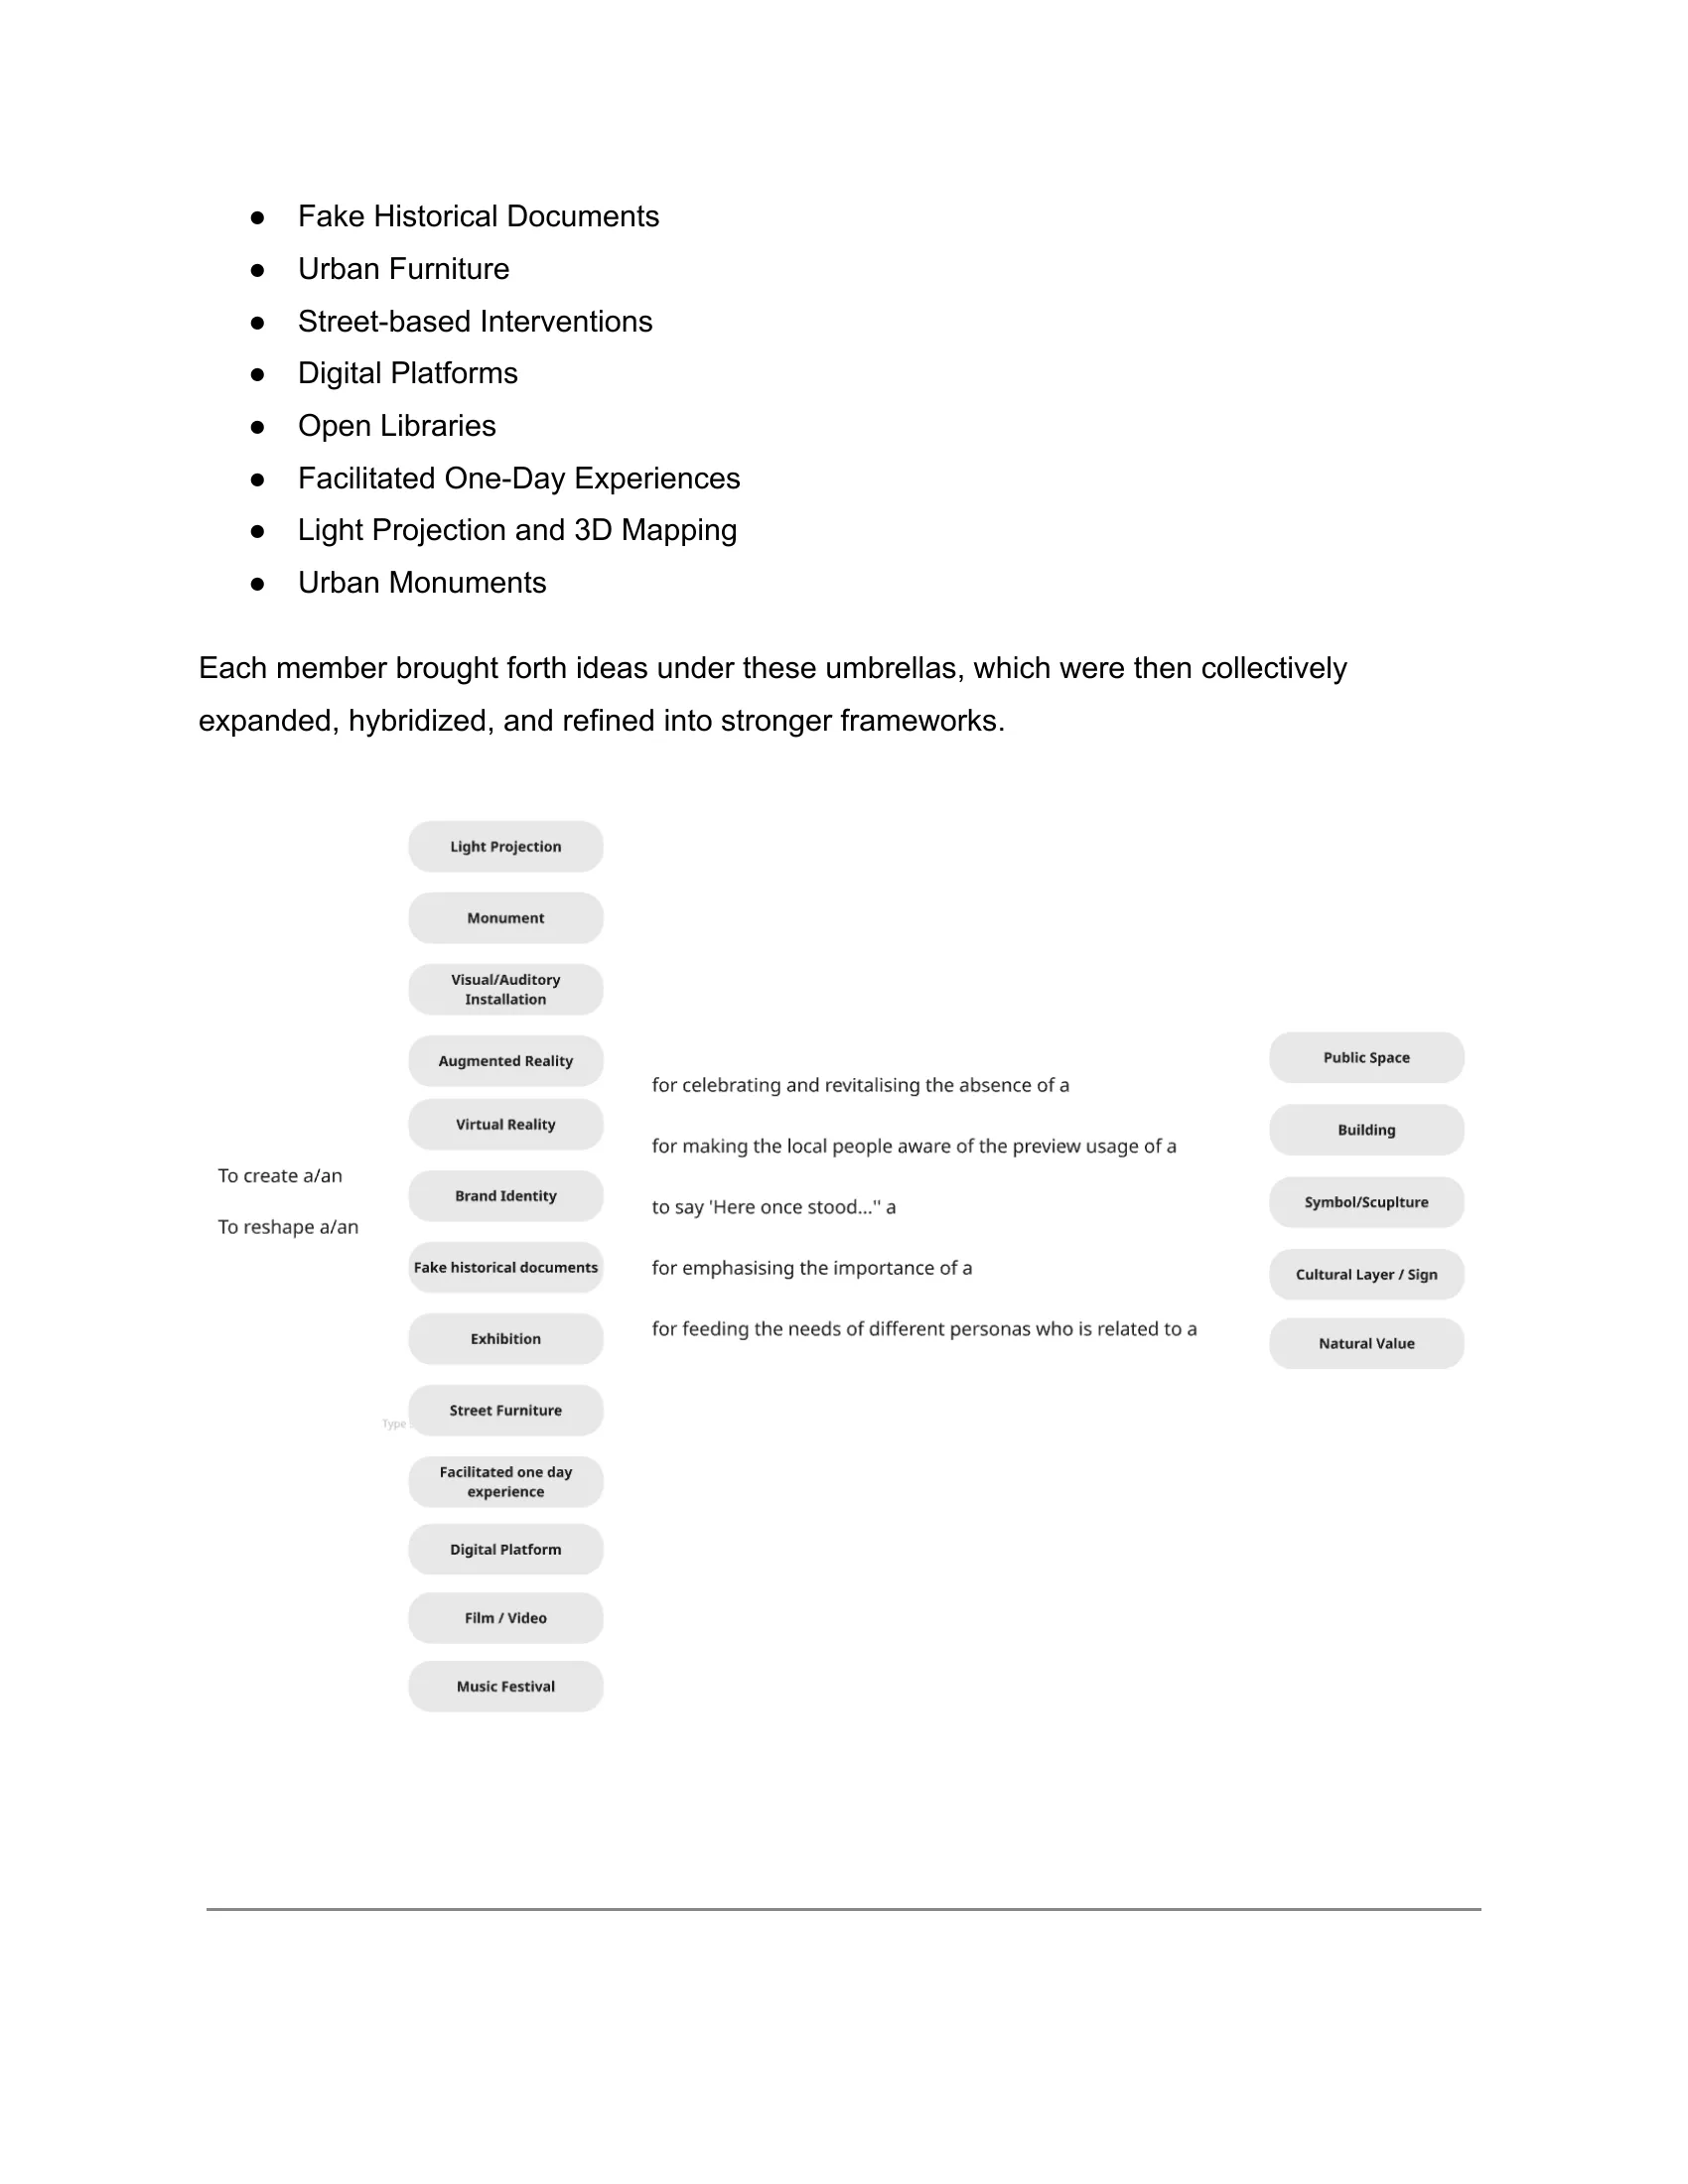 ● Fake Historical Documents
● Urban Furniture
● Street-based Interventions
● Digital Platforms
● Open Libraries
● Facilitated One-Day Experiences
● Light Projection and 3D Mapping
● Urban Monuments
Each member brought forth ideas under these umbrellas, which were then collectively
expanded, hybridized, and refined into stronger frameworks.
To create a/an
To reshape a/an
Light Projection
Monument
Visual/Auditory
Installation
Augmented Reality
Virtual Reality
Brand Identity
Fake historical documents
Exhibition
Type
Street Furniture
Facilitated one day
experience
Digital Platform
Film / Video
Music Festival
for celebrating and revitalising the absence of a
for making the local people aware of the preview usage of a
to say 'Here once stood...'' a
for emphasising the importance of a
for feeding the needs of different personas who is related to a
Public Space
Building
Symbol/Scuplture
Cultural Layer / Sign
Natural Value